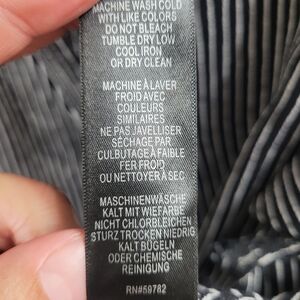 MACHINE WASH COLD
WITH LIKE COLORS
DO NOT BLEACH
TUMBLE DRY LOW
COOL IRON
OR DRY CLEAN
MACHINE À LAVER
FROID AVEC
COULEURS
SIMILAIRES
NE PAS JAVELLISER
SÉCHAGE PAR
CULBUTAGE À FAIBLE
FER FROID
OU NETTOYER À SEC
MASCHINENWÄSCHE
KALT MIT WIEFARBE
NICHT CHLORBLEICHEN
STURZ TROCKEN NIEDRIG
KALT BÜGELN
ODER CHEMISCHE
REINIGUNG
RN#59782